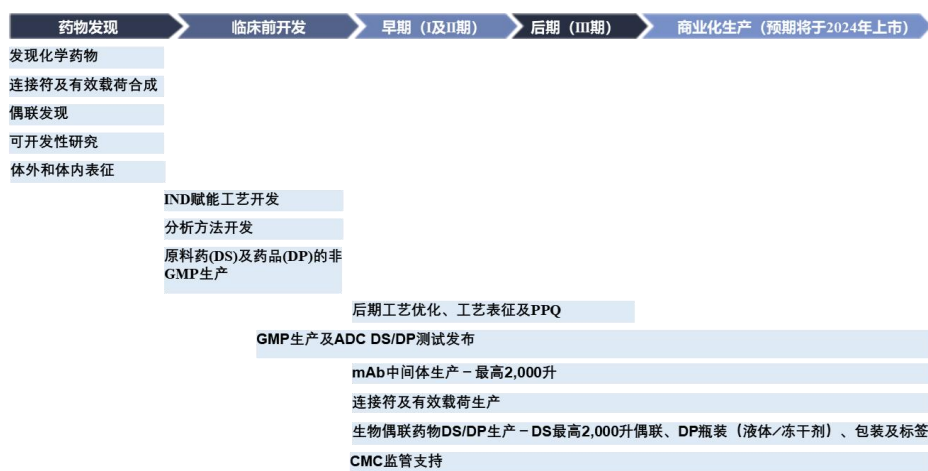 药物发现
临床前开发
早期（I及II期）
后期（III期）
商业化生产（预期将于2024年上市）
发现化学药物
连接符及有效载荷合成
偶联发现
可开发性研究
体外和体内表征
IND赋能工艺开发
分析方法开发
原料药(DS)及药品(DP)的非
GMP生产
后期工艺优化、工艺表征及PPQ
GMP生产及ADC DS/DP测试发布
mAb中间体生产－最高2,000升
连接符及有效载荷生产
生物偶联药物DS/DP生产－DS最高2,000升偶联、DP瓶装（液体/冻干剂）、包装及标签
CMC监管支持